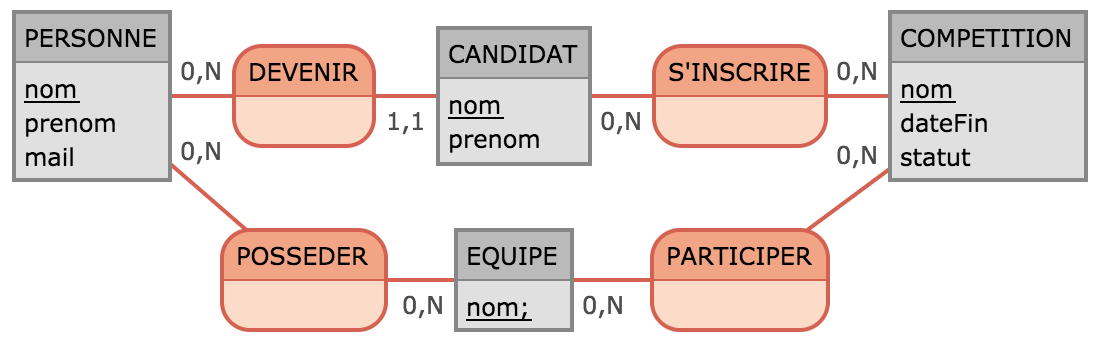 PERSONNE
nom
prenom
mail
0,N
0,N
DEVENIR
1,1
CANDIDAT
nom
prenom
0,N
S'INSCRIRE
0,N
0,N
COMPETITION
nom
dateFin
statut
POSSEDER
0,N
EQUIPE
nom;
0,N
PARTICIPER